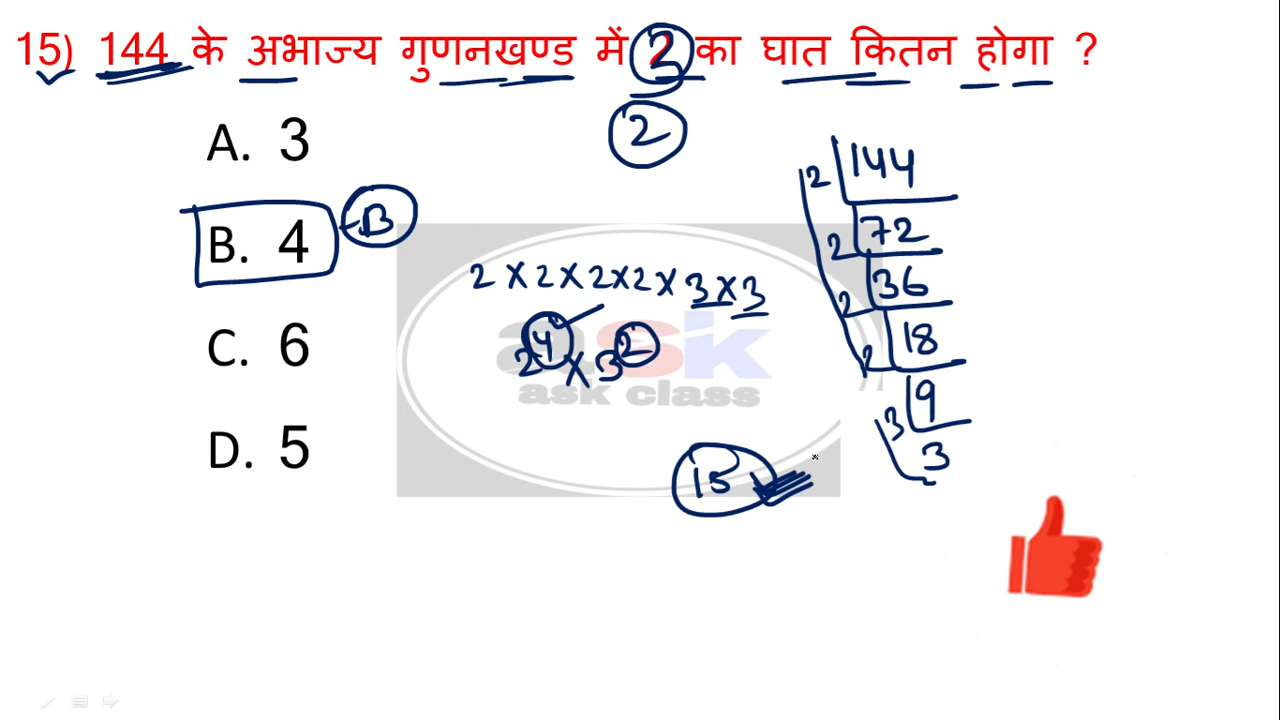 15) 144 के अभाज्य गुणनखण्ड में 2 का घात कितन होगा ?
2
A. 3
B. 4 B
C. 6
D. 5
2 × 2 × 2 × 2 × 3 × 3
2⁴ × 3²
ask
ask class
15
2 144
2 72
2 36
2 18
3 9
3